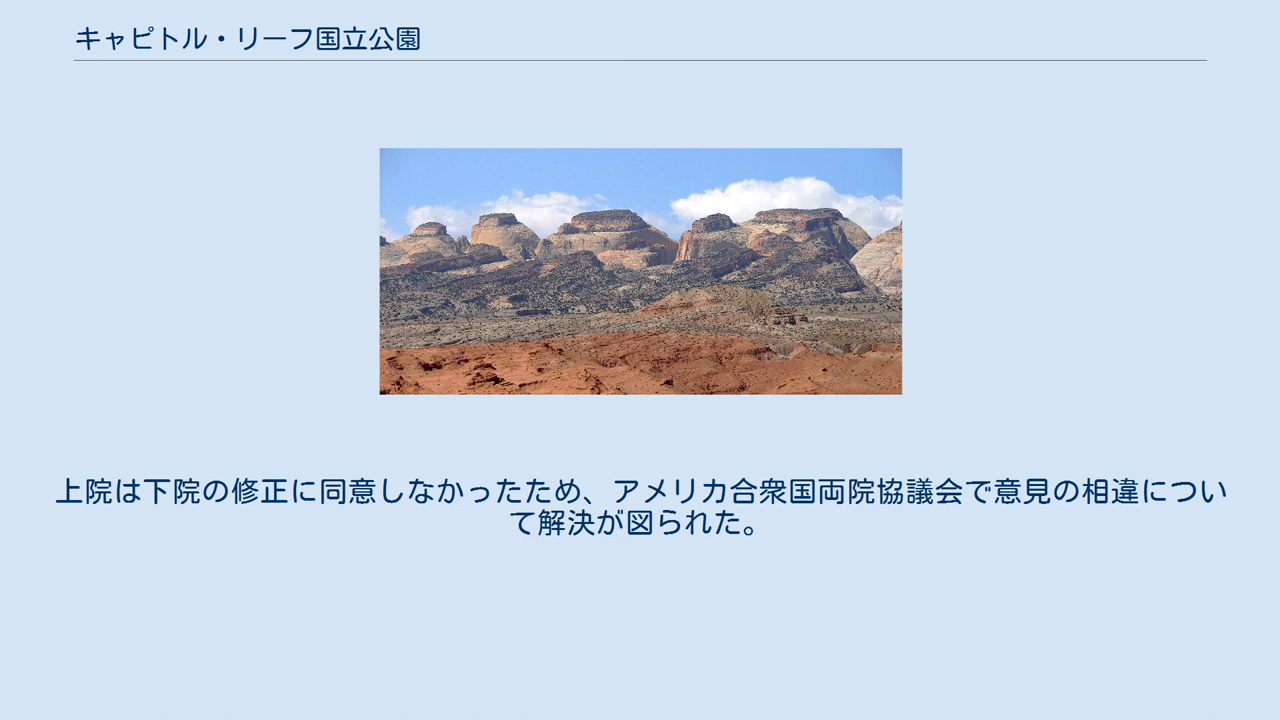 キャピトル・リーフ国立公園
上院は下院の修正に同意しなかったため、アメリカ合衆国両院協議会で意見の相違につい
て解決が図られた。